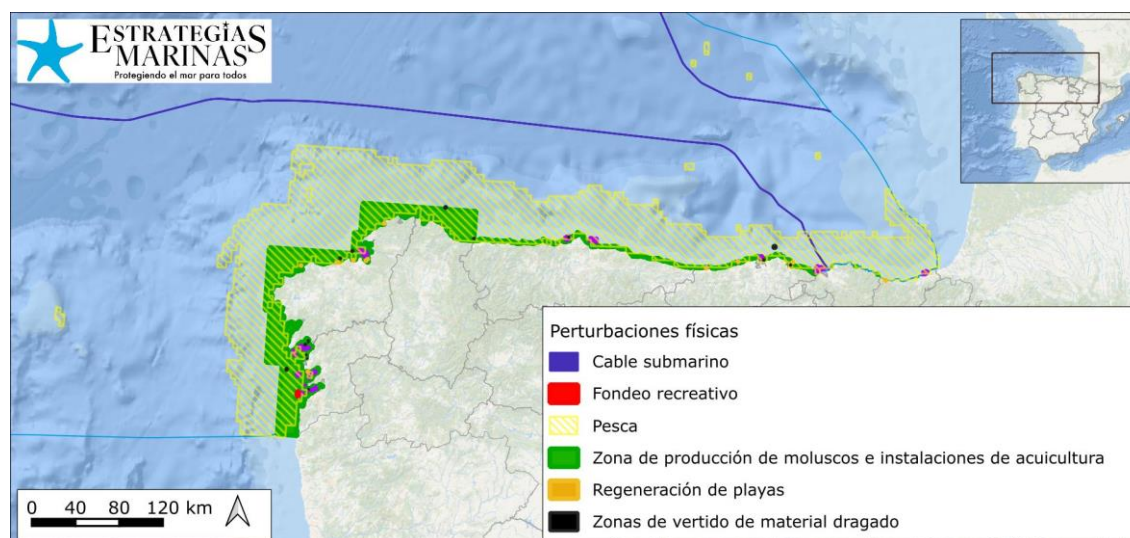 ESTRATEGIAS
MARINAS
Protegiendo el mar para todos
Perturbaciones físicas
Cable submarino
Fondeo recreativo
Pesca
Zona de producción de moluscos e instalaciones de acuicultura
Regeneración de playas
Zonas de vertido de material dragado
0 40 80 120 km